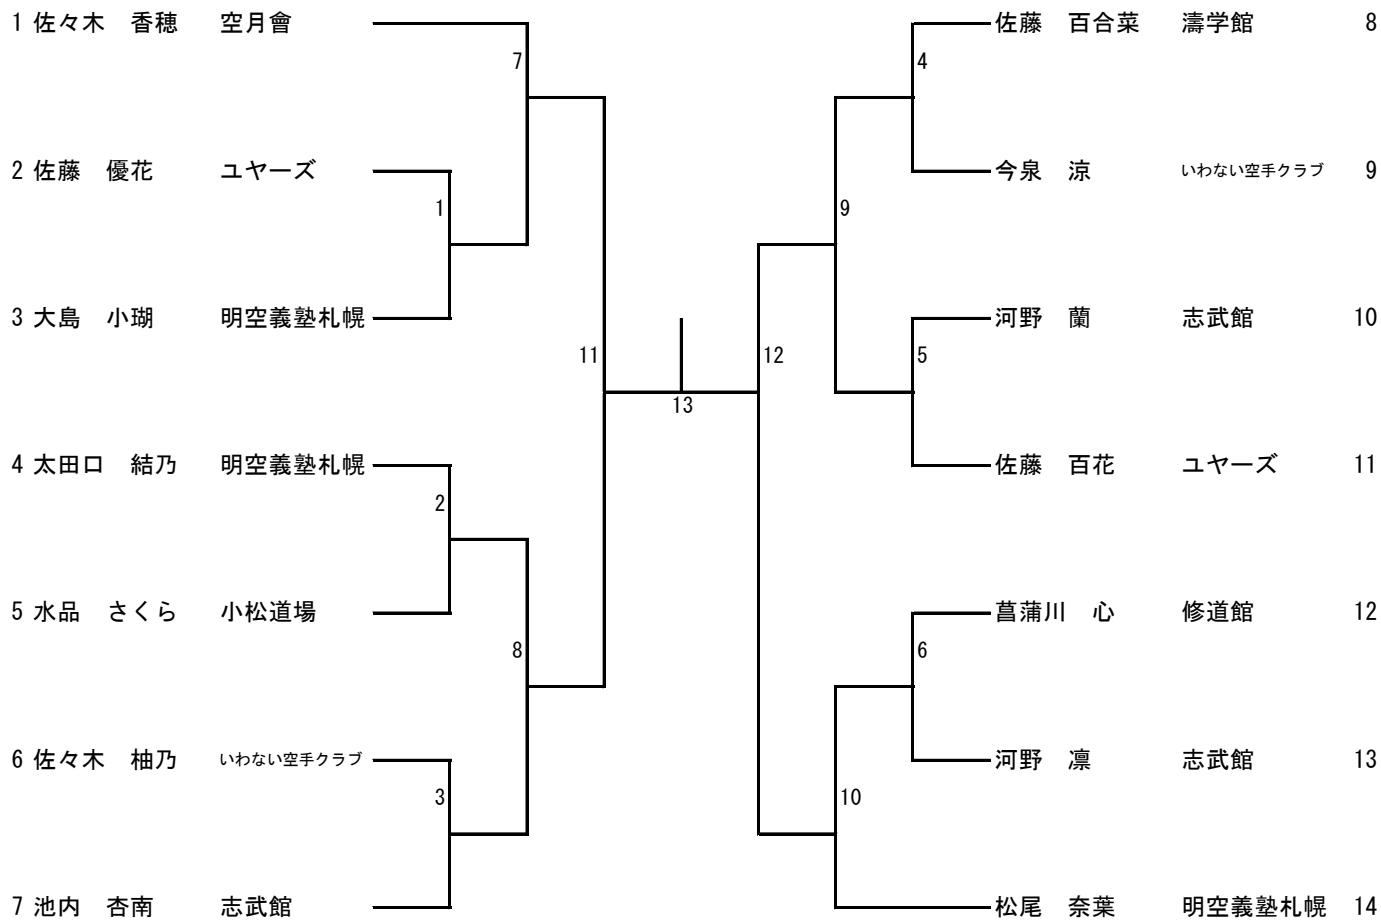 1 佐々木　香穂　空月會
7
2 佐藤　優花　ユヤーズ
1
3 大島　小瑚　明空義塾札幌
11
4 太田口　結乃　明空義塾札幌
2
5 水品　さくら　小松道場
8
6 佐々木　柚乃　いわない空手クラブ
3
7 池内　杏南　志武館
13
佐藤　百合菜　濤学館　8
4
今泉　涼　いわない空手クラブ　9
9
河野　蘭　志武館　10
12
5
佐藤　百花　ユヤーズ　11
菖蒲川　心　修道館　12
6
河野　凛　志武館　13
10
松尾　奈葉　明空義塾札幌　14